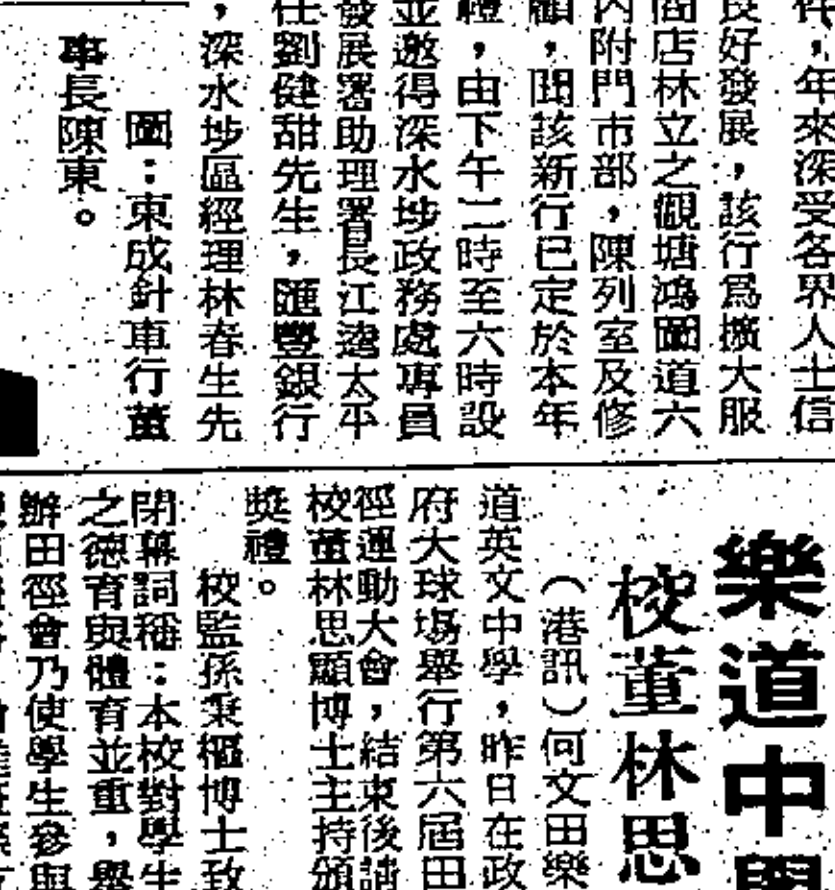 件，年來深受各界人士信
良好發展，該行爲擴大服
商店林立之觀塘鴻圖道六
內附門市部，陳列室及修
顧，聞該新行已定於本年
禮，由下午二時至六時設
並邀得深水埗政務處專員
發展署助理署長江逸太平
任劉健甜先生，匯豐銀行
，深水埗區經理林春生先
圖：東成針車行董
事長陳東。
樂道中學
校董林思
（港訊）何文田樂
道英文中學，昨日在政
府大球場舉行第六屆田
徑運動大會，結束後請
校董林思顯博士主持頒
獎禮。
校監孫秉樞博士致
閉幕詞稱：本校對學生
之德育與體育並重，舉
辦田徑會乃使學生參與